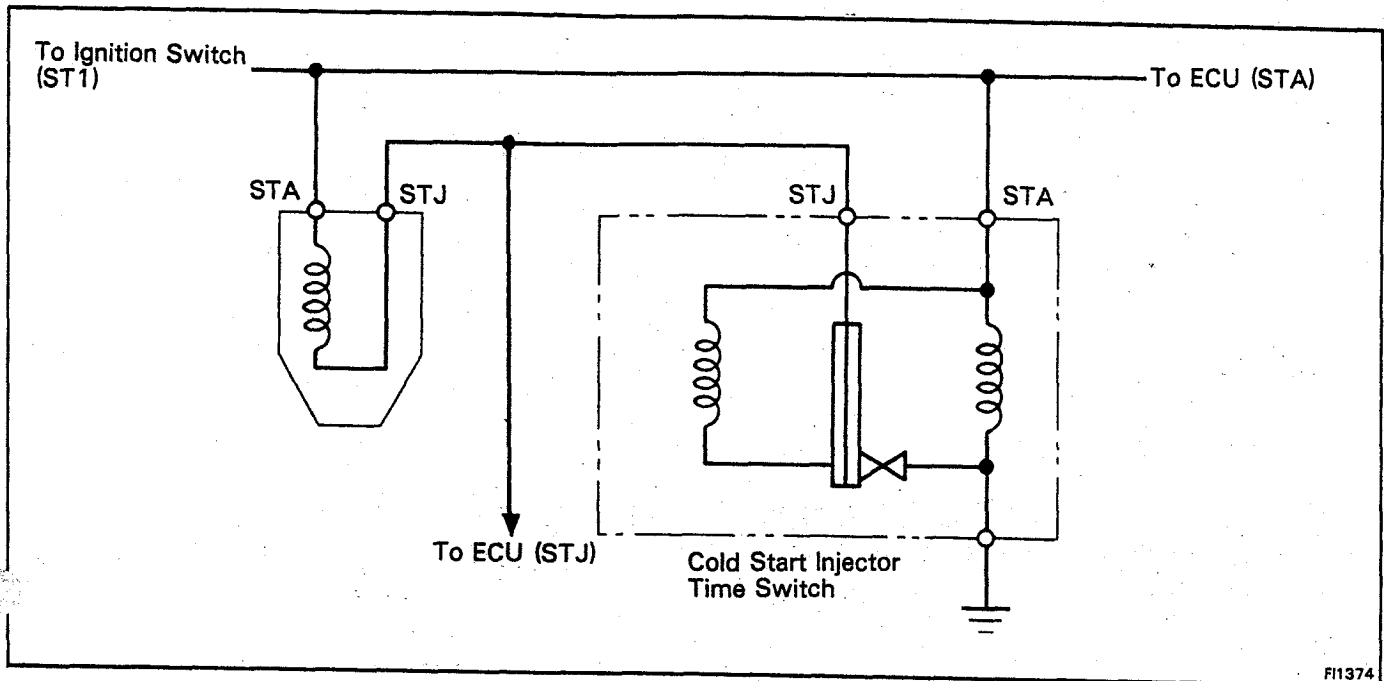 To Ignition Switch
(ST1)
To ECU (STA)
STA
STJ
STJ
STA
To ECU (STJ)
Cold Start Injector
Time Switch
FI1374